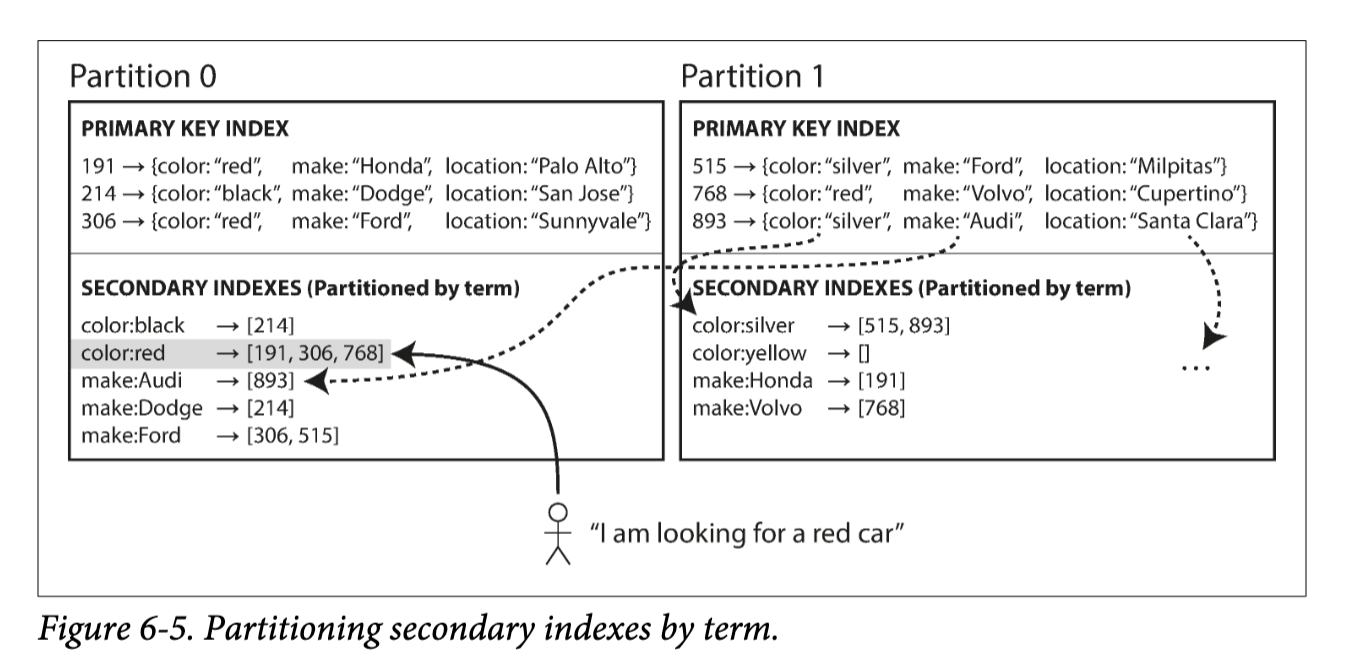 Partition 0
PRIMARY KEY INDEX
191 → {color: “red”, make: “Honda”, location: “Palo Alto”}
214 → {color: “black”, make: “Dodge”, location: “San Jose”}
306 → {color: “red”, make: “Ford”, location: “Sunnyvale”}
SECONDARY INDEXES (Partitioned by term)
color:black → [214]
color:red → [191, 306, 768]
make:Audi → [893]
make:Dodge → [214]
make:Ford → [306, 515]
Partition 1
PRIMARY KEY INDEX
515 → {color: “silver”, make: “Ford”, location: “Milpitas”}
768 → {color: “red”, make: “Volvo”, location: “Cupertino”}
893 → {color: “silver”, make: “Audi”, location: “Santa Clara”}
SECONDARY INDEXES (Partitioned by term)
color:silver → [515, 893]
color:yellow → []
make:Honda → [191]
make:Volvo → [768]
...
“I am looking for a red car”
Figure 6-5. Partitioning secondary indexes by term.